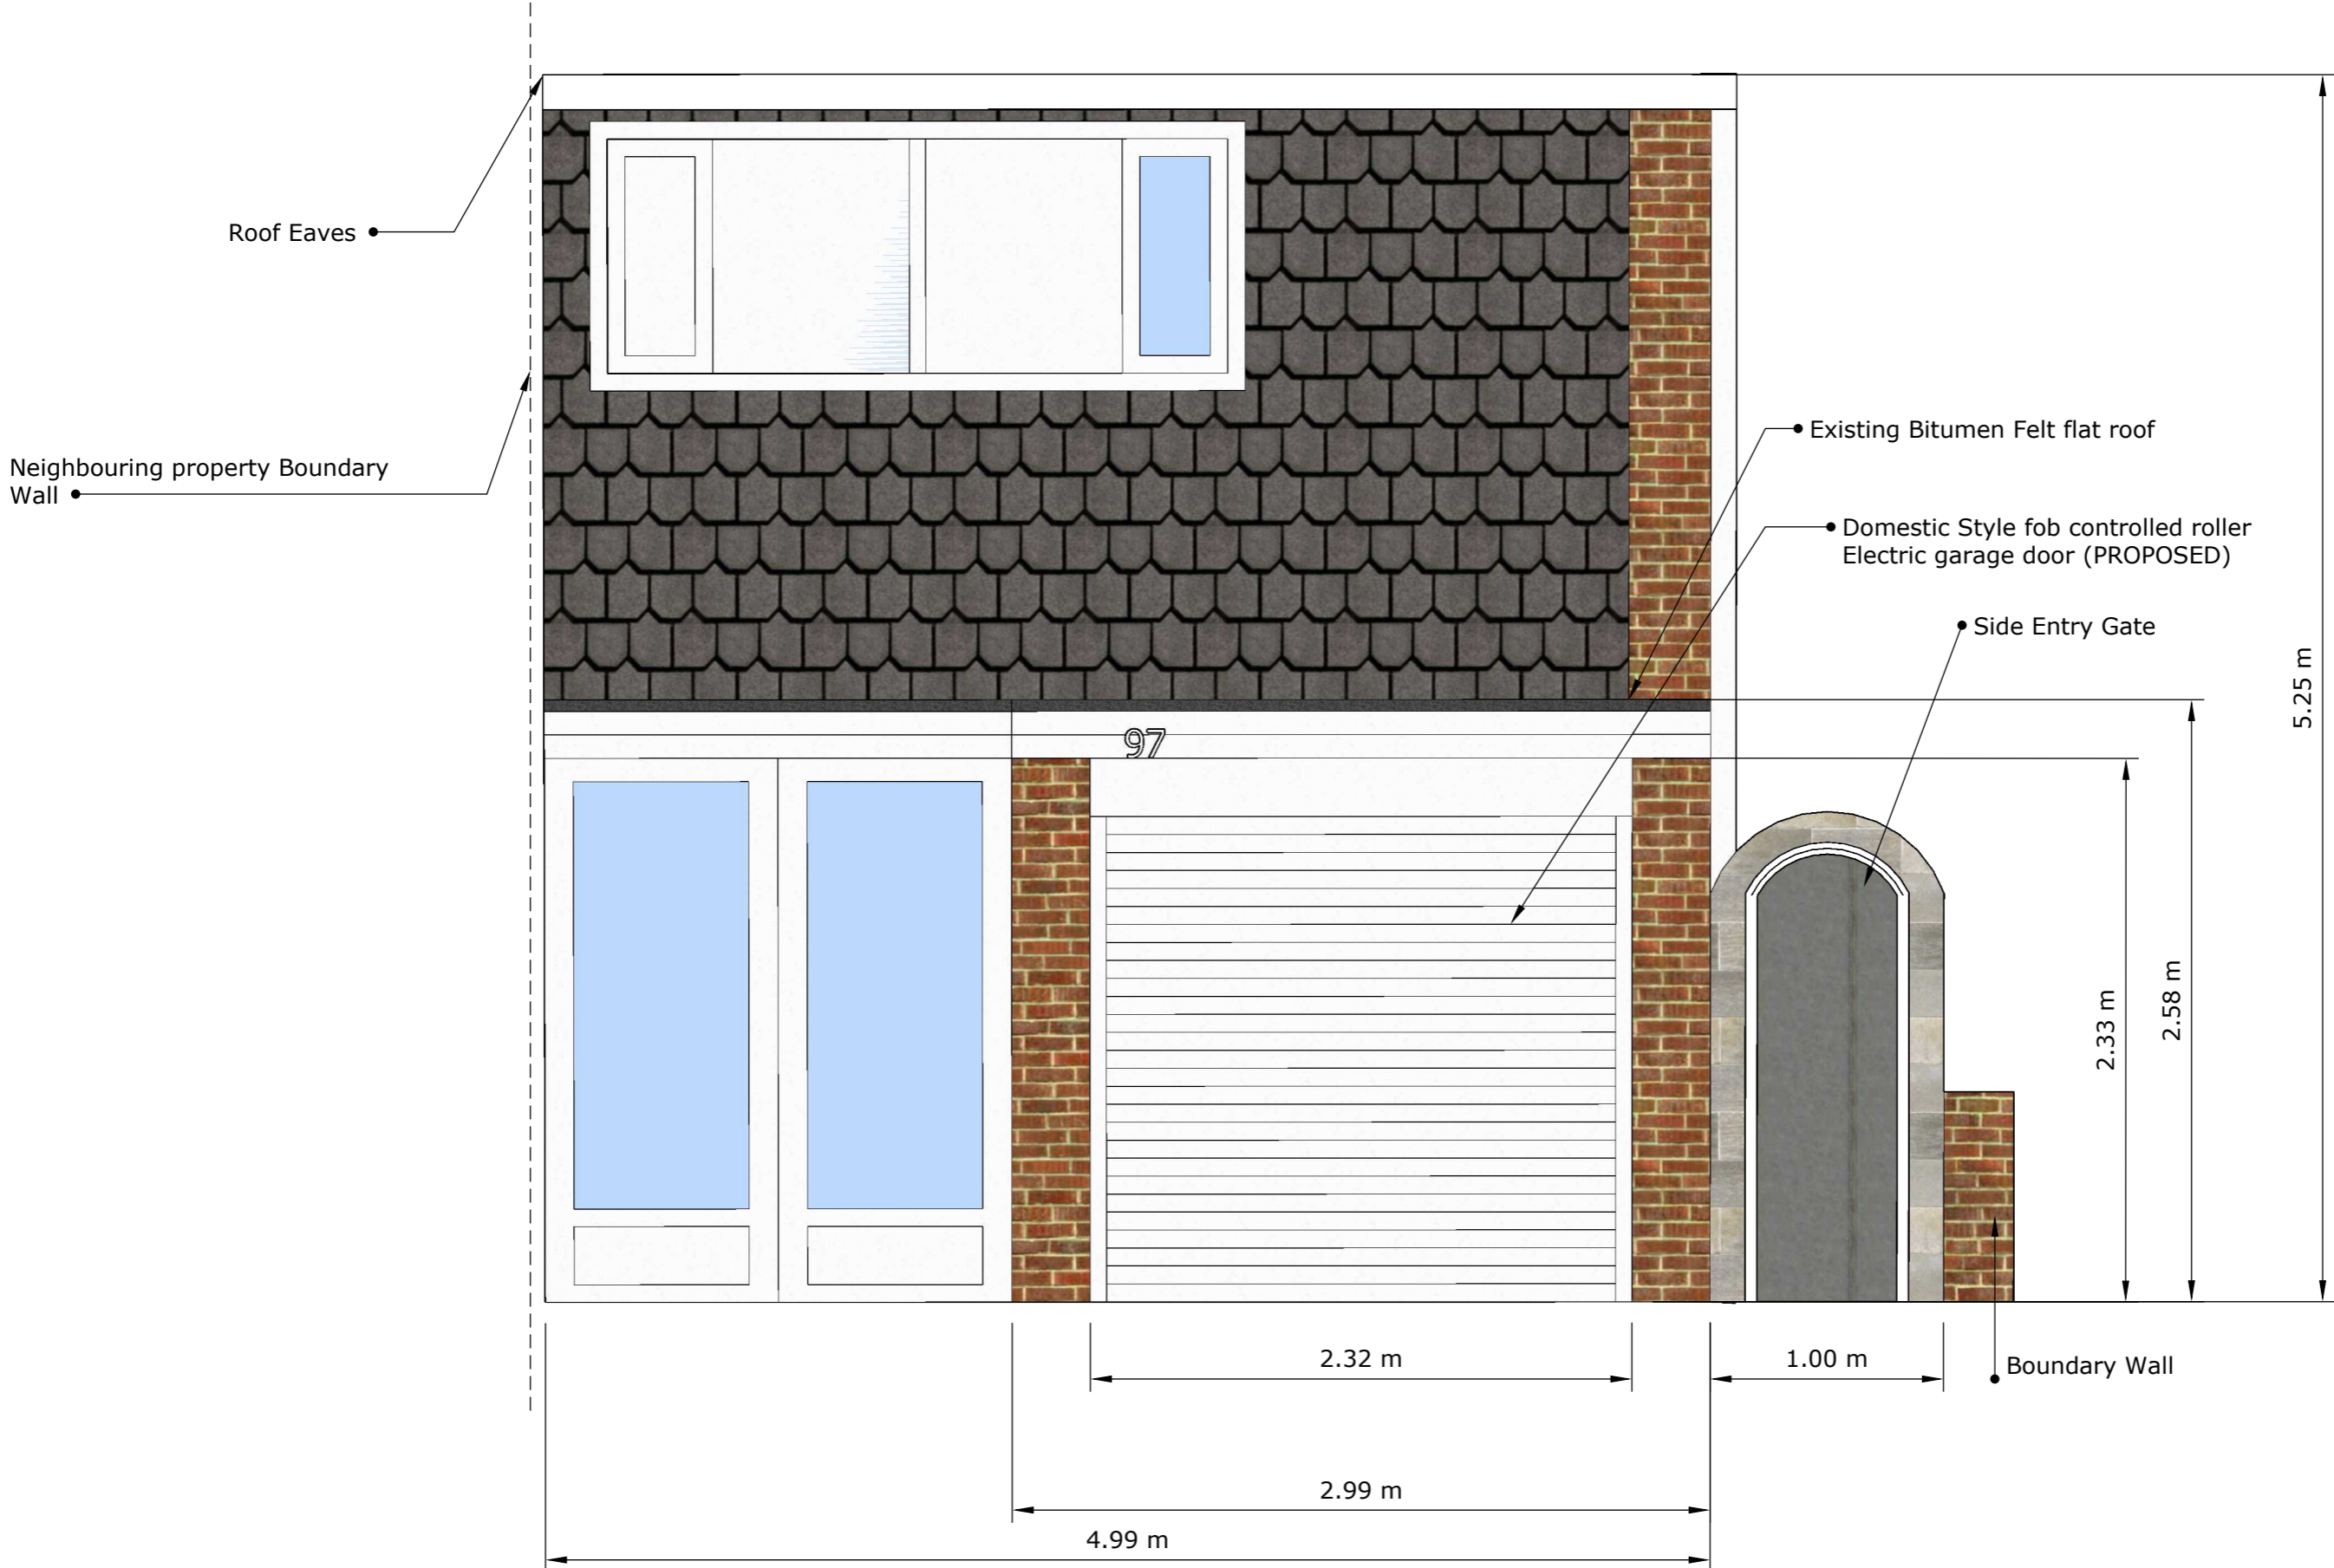 Roof Eaves
Neighbouring property Boundary
Wall
Existing Bitumen Felt flat roof
Domestic Style fob controlled roller
Electric garage door (PROPOSED)
Side Entry Gate
5.25 m
97
2.58 m
2.33 m
2.32 m
1.00 m
Boundary Wall
2.99 m
4.99 m